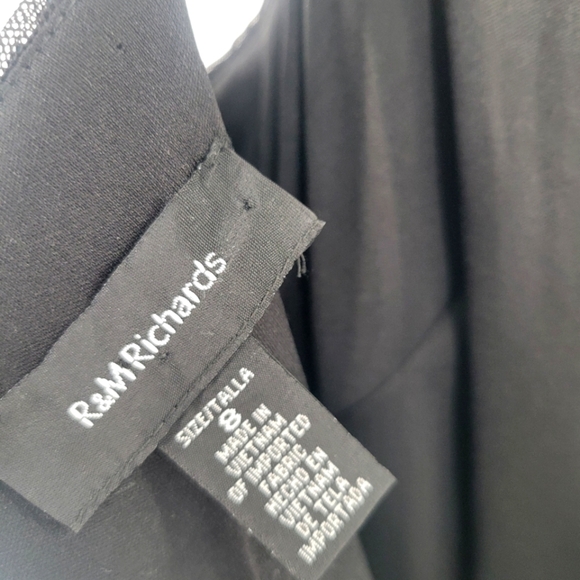 R&M Richards
SIZE/TALLA
8
MADE IN
VIETNAM
OF IMPORTED
FABRIC
HECHO EN
VIETNAM
DE TELA
IMPORTADA